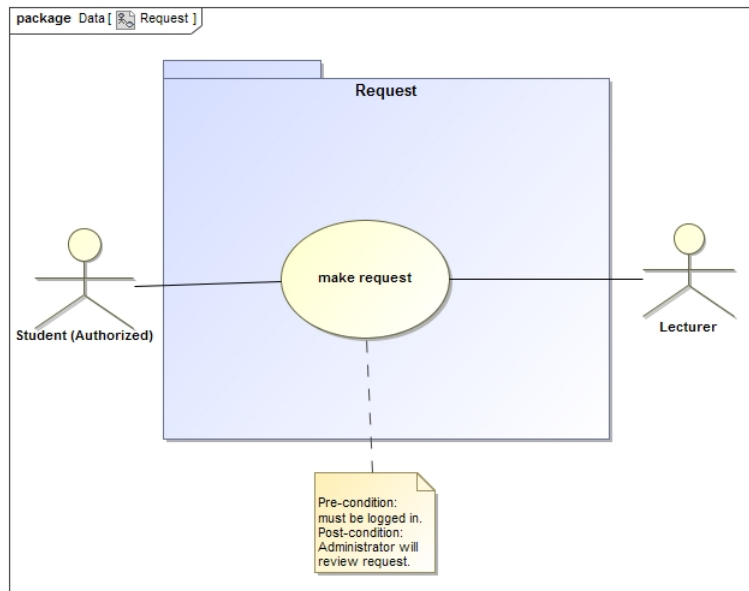 package Data [ Request ]
Request
make request
Student (Authorized)
Lecturer
Pre-condition:
must be logged in.
Post-condition:
Administrator will
review request.